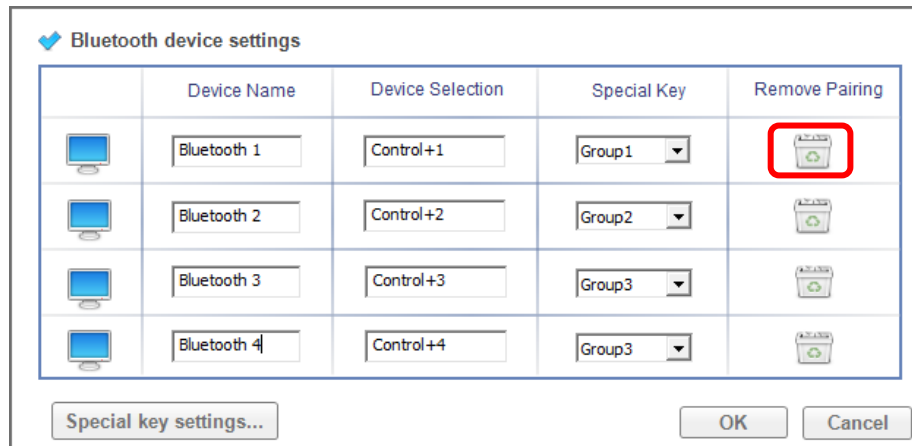 Bluetooth device settings
Device Name Device Selection Special Key Remove Pairing
Bluetooth 1 Control+1 Group1
Bluetooth 2 Control+2 Group2
Bluetooth 3 Control+3 Group3
Bluetooth 4 Control+4 Group3
Special key settings... OK Cancel